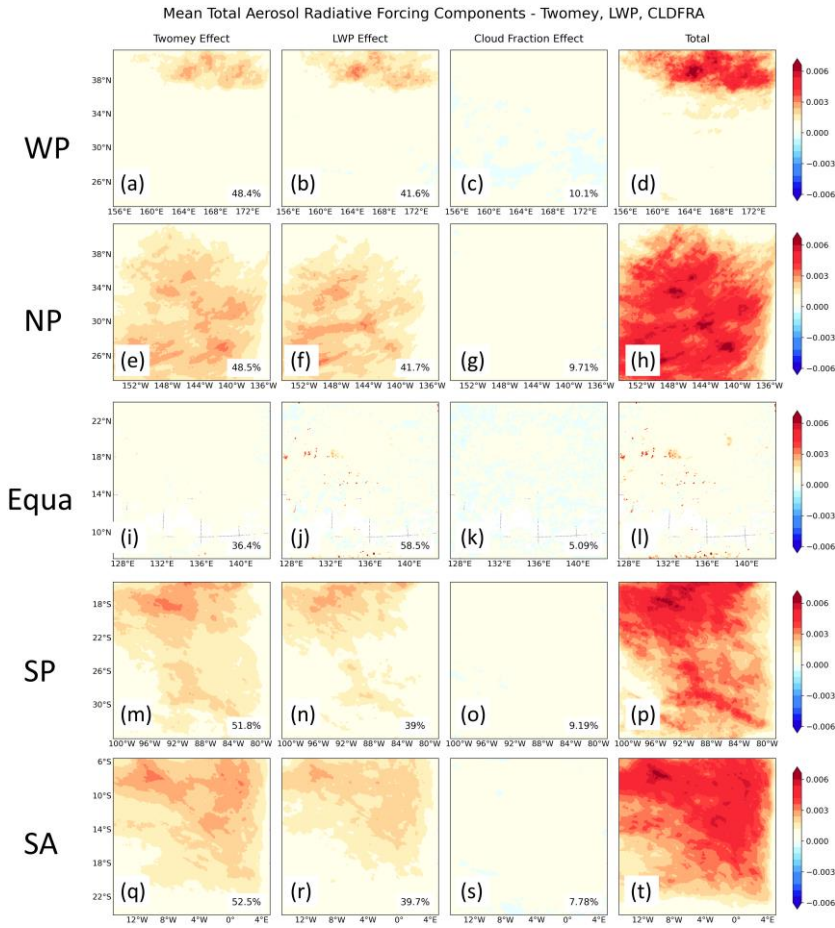 Mean Total Aerosol Radiative Forcing Components - Twomey, LWP, CLDFRA
Twomey Effect LWP Effect Cloud Fraction Effect Total
WP
38°N 34°N 30°N 26°N
(a) 48.4% (b) 41.6% (c) 10.1% (d)
0.006 0.003 0.000 −0.003 −0.006
156°E 160°E 164°E 168°E 172°E 156°E 160°E 164°E 168°E 172°E 156°E 160°E 164°E 168°E 172°E 156°E 160°E 164°E 168°E 172°E
NP
38°N 34°N 30°N 26°N
(e) 48.5% (f) 41.7% (g) 9.71% (h)
0.006 0.003 0.000 −0.003 −0.006
152°W 148°W 144°W 140°W 136°W 152°W 148°W 144°W 140°W 136°W 152°W 148°W 144°W 140°W 136°W 152°W 148°W 144°W 140°W 136°W
Equa
22°N 18°N 14°N 10°N
(i) 36.4% (j) 58.5% (k) 5.09% (l)
0.006 0.003 0.000 −0.003 −0.006
128°E 132°E 136°E 140°E 128°E 132°E 136°E 140°E 128°E 132°E 136°E 140°E 128°E 132°E 136°E 140°E
SP
18°S 22°S 26°S 30°S
(m) 51.8% (n) 39% (o) 9.19% (p)
0.006 0.003 0.000 −0.003 −0.006
100°W 96°W 92°W 88°W 84°W 80°W 100°W 96°W 92°W 88°W 84°W 80°W 100°W 96°W 92°W 88°W 84°W 80°W 100°W 96°W 92°W 88°W 84°W 80°W
SA
6°S 10°S 14°S 18°S 22°S
(q) 52.5% (r) 39.7% (s) 7.78% (t)
0.006 0.003 0.000 −0.003 −0.006
12°W 8°W 4°W 0° 4°E 12°W 8°W 4°W 0° 4°E 12°W 8°W 4°W 0° 4°E 12°W 8°W 4°W 0° 4°E